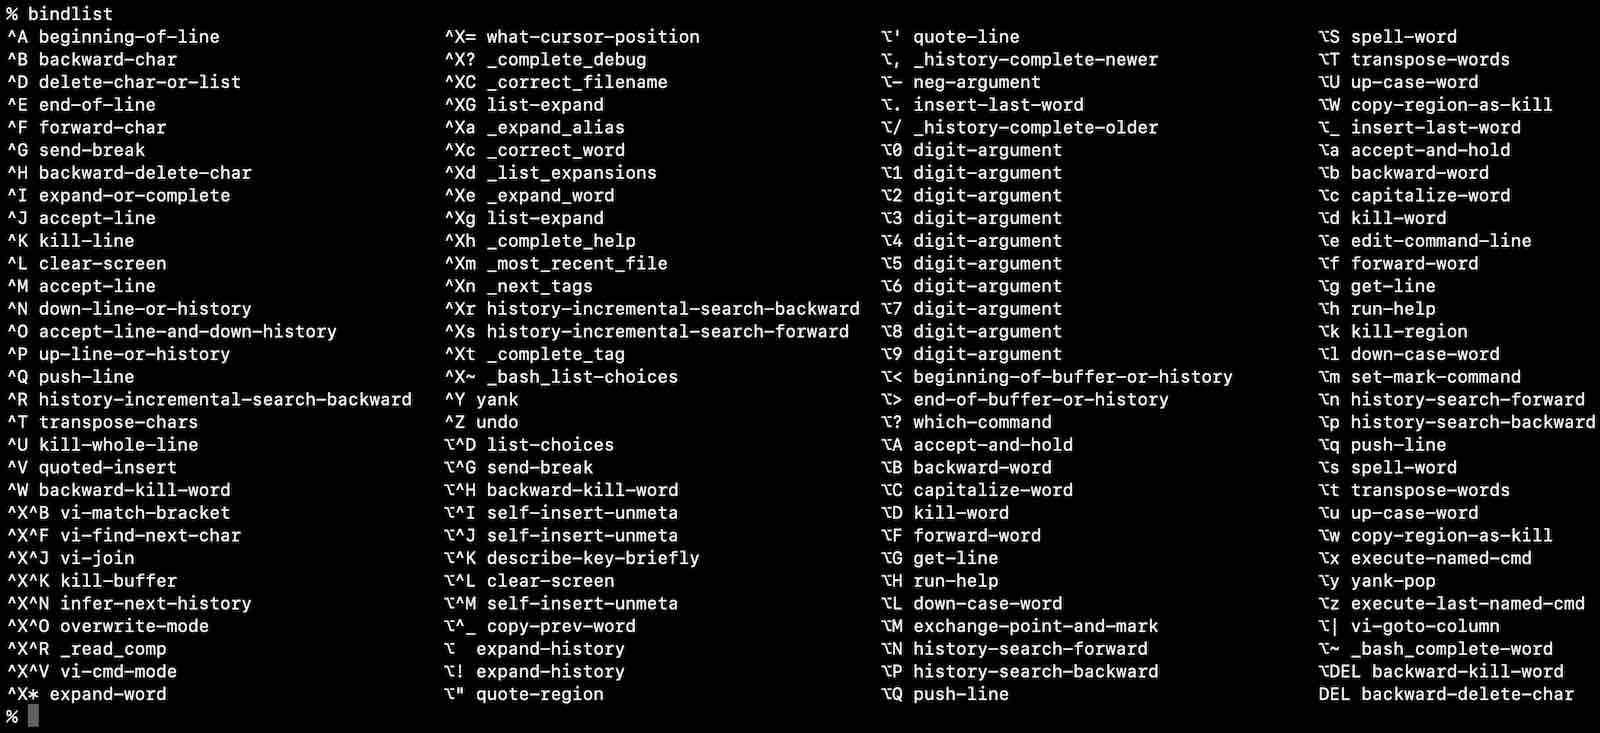 % bindlist
^A beginning-of-line ^X= what-cursor-position ⌥' quote-line ⌥S spell-word
^B backward-char ^X? _complete_debug ⌥, _history-complete-newer ⌥T transpose-words
^D delete-char-or-list ^XC _correct_filename ⌥- neg-argument ⌥U up-case-word
^E end-of-line ^XG list-expand ⌥. insert-last-word ⌥W copy-region-as-kill
^F forward-char ^Xa _expand_alias ⌥/ _history-complete-older ⌥_ insert-last-word
^G send-break ^Xc _correct_word ⌥0 digit-argument ⌥a accept-and-hold
^H backward-delete-char ^Xd _list_expansions ⌥1 digit-argument ⌥b backward-word
^I expand-or-complete ^Xe _expand_word ⌥2 digit-argument ⌥c capitalize-word
^J accept-line ^Xg list-expand ⌥3 digit-argument ⌥d kill-word
^K kill-line ^Xh _complete_help ⌥4 digit-argument ⌥e edit-command-line
^L clear-screen ^Xm _most_recent_file ⌥5 digit-argument ⌥f forward-word
^M accept-line ^Xn _next_tags ⌥6 digit-argument ⌥g get-line
^N down-line-or-history ^Xr history-incremental-search-backward ⌥7 digit-argument ⌥h run-help
^O accept-line-and-down-history ^Xs history-incremental-search-forward ⌥8 digit-argument ⌥k kill-region
^P up-line-or-history ^Xt _complete_tag ⌥9 digit-argument ⌥l down-case-word
^Q push-line ^X~ _bash_list-choices ⌥< beginning-of-buffer-or-history ⌥m set-mark-command
^R history-incremental-search-backward ^Y yank ⌥> end-of-buffer-or-history ⌥n history-search-forward
^T transpose-chars ^Z undo ⌥? which-command ⌥p history-search-backward
^U kill-whole-line ⌥^D list-choices ⌥A accept-and-hold ⌥q push-line
^V quoted-insert ⌥^G send-break ⌥B backward-word ⌥s spell-word
^W backward-kill-word ⌥^H backward-kill-word ⌥C capitalize-word ⌥t transpose-words
^X^B vi-match-bracket ⌥^I self-insert-unmeta ⌥D kill-word ⌥u up-case-word
^X^F vi-find-next-char ⌥^J self-insert-unmeta ⌥F forward-word ⌥w copy-region-as-kill
^X^J vi-join ⌥^K describe-key-briefly ⌥G get-line ⌥x execute-named-cmd
^X^K kill-buffer ⌥^L clear-screen ⌥H run-help ⌥y yank-pop
^X^N infer-next-history ⌥^M self-insert-unmeta ⌥L down-case-word ⌥z execute-last-named-cmd
^X^O overwrite-mode ⌥^_ copy-prev-word ⌥M exchange-point-and-mark ⌥| vi-goto-column
^X^R _read_comp ⌥  expand-history ⌥N history-search-forward ⌥~ _bash_complete-word
^X^V vi-cmd-mode ⌥! expand-history ⌥P history-search-backward ⌥DEL backward-kill-word
^X* expand-word ⌥" quote-region ⌥Q push-line DEL backward-delete-char
%